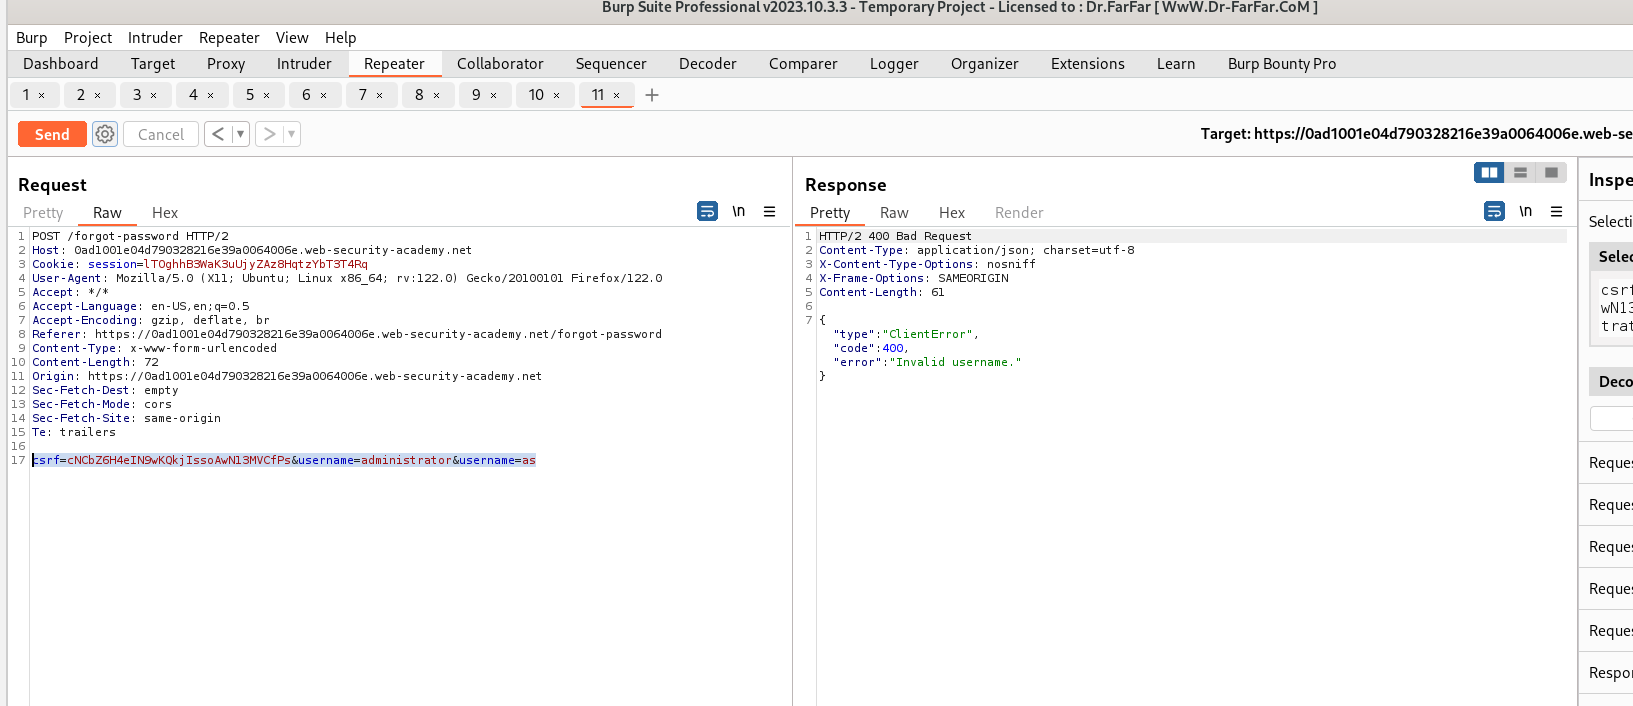 Burp Suite Professional v2023.10.3.3 - Temporary Project - Licensed to : Dr.FarFar [ WwW.Dr-FarFar.CoM ]
Burp Project Intruder Repeater View Help
Dashboard Target Proxy Intruder Repeater Collaborator Sequencer Decoder Comparer Logger Organizer Extensions Learn Burp Bounty Pro
1 × 2 × 3 × 4 × 5 × 6 × 7 × 8 × 9 × 10 × 11 × +
Send Cancel < ▼ > ▼ Target: https://0ad1001e04d790328216e39a0064006e.web-se
Request
Pretty Raw Hex \n
1 POST /forgot-password HTTP/2
2 Host: 0ad1001e04d790328216e39a0064006e.web-security-academy.net
3 Cookie: session=lTOghhB3WaK3uUjyZAz8HqtzYbT3T4Rq
4 User-Agent: Mozilla/5.0 (X11; Ubuntu; Linux x86_64; rv:122.0) Gecko/20100101 Firefox/122.0
5 Accept: */*
6 Accept-Language: en-US,en;q=0.5
7 Accept-Encoding: gzip, deflate, br
8 Referer: https://0ad1001e04d790328216e39a0064006e.web-security-academy.net/forgot-password
9 Content-Type: x-www-form-urlencoded
10 Content-Length: 72
11 Origin: https://0ad1001e04d790328216e39a0064006e.web-security-academy.net
12 Sec-Fetch-Dest: empty
13 Sec-Fetch-Mode: cors
14 Sec-Fetch-Site: same-origin
15 Te: trailers
16
17 csrf=cNCbZ6H4eIN9wKQkjIssoAwN13MVCfPs&username=administrator&username=as
Response
Pretty Raw Hex Render \n
1 HTTP/2 400 Bad Request
2 Content-Type: application/json; charset=utf-8
3 X-Content-Type-Options: nosniff
4 X-Frame-Options: SAMEORIGIN
5 Content-Length: 61
6
7 {
"type":"ClientError",
"code":400,
"error":"Invalid username."
}
Inspe
Selecti
Selec
csrf
wN13
trat
Deco
Reques
Reques
Reques
Reques
Reques
Respon